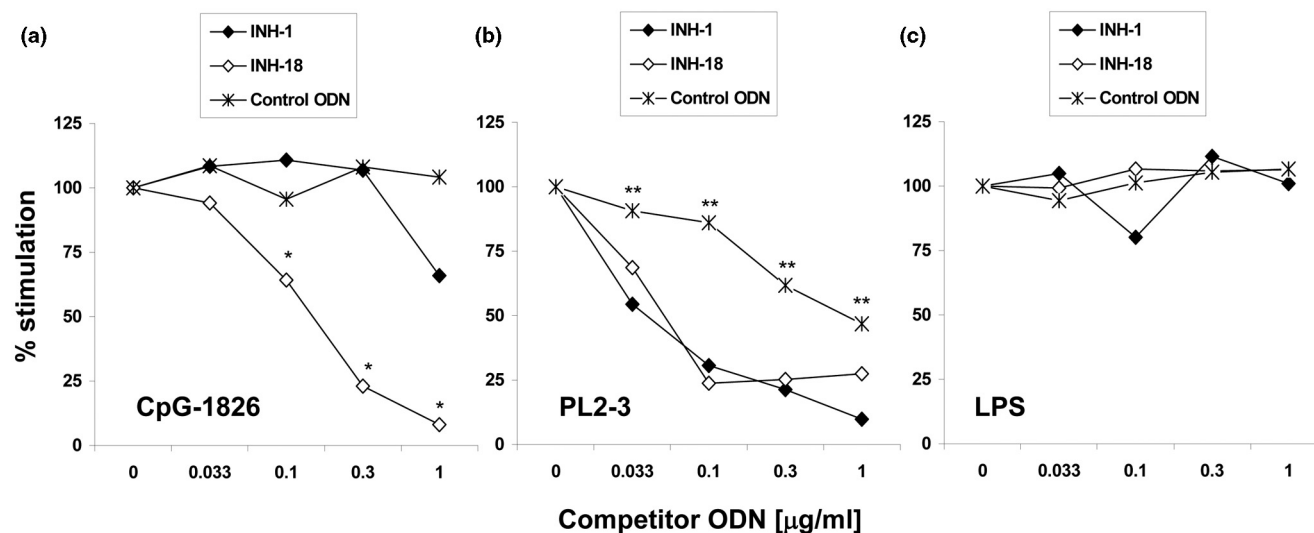 (a)
INH-1
INH-18
Control ODN
(b)
INH-1
INH-18
Control ODN
(c)
INH-1
INH-18
Control ODN
% stimulation
125
100
75
50
25
0
*
*
*
CpG-1826
0 0.033 0.1 0.3 1
125
100
75
50
25
0
**
**
**
**
PL2-3
0 0.033 0.1 0.3 1
125
100
75
50
25
0
LPS
0 0.033 0.1 0.3 1
Competitor ODN [µg/ml]